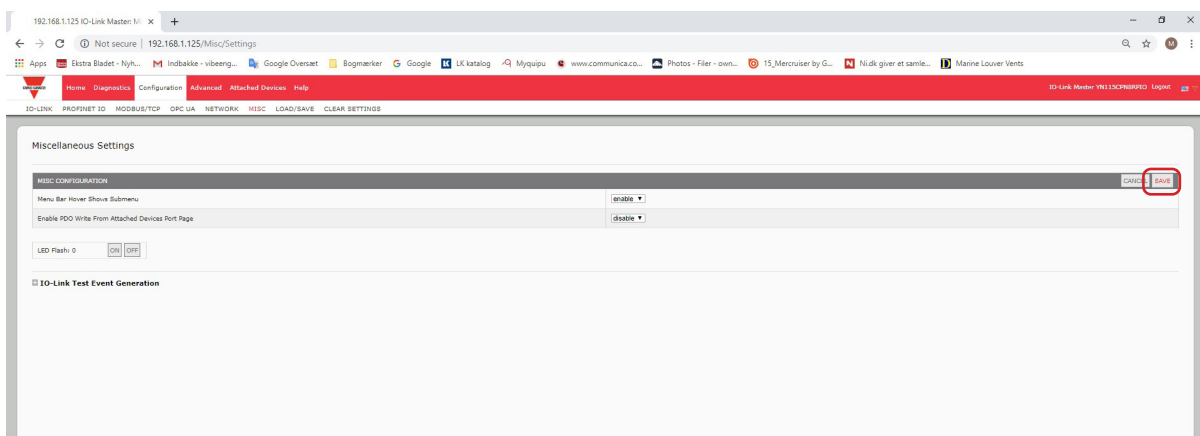 192.168.1.125 IO-Link Master: M
Not secure | 192.168.1.125/Misc/Settings
Apps Ekstra Bladet - Nyh... Indbakke - vibeeng... Google Oversæt Bogmærker Google LK katalog Myquipu www.communica.co... Photos - Filer - own... 15_Mercruiser by G... Ni.dk giver et samle... Marine Louver Vents
Home Diagnostics Configuration Advanced Attached Devices Help IO-Link Master YN115CPN8RPIO Logout
IO-LINK PROFINET IO MODBUS/TCP OPC UA NETWORK MISC LOAD/SAVE CLEAR SETTINGS
Miscellaneous Settings
MISC CONFIGURATION CANCEL SAVE
Menu Bar Hover Shows Submenu enable
Enable PDO Write From Attached Devices Port Page disable
LED Flash: 0 ON OFF
IO-Link Test Event Generation